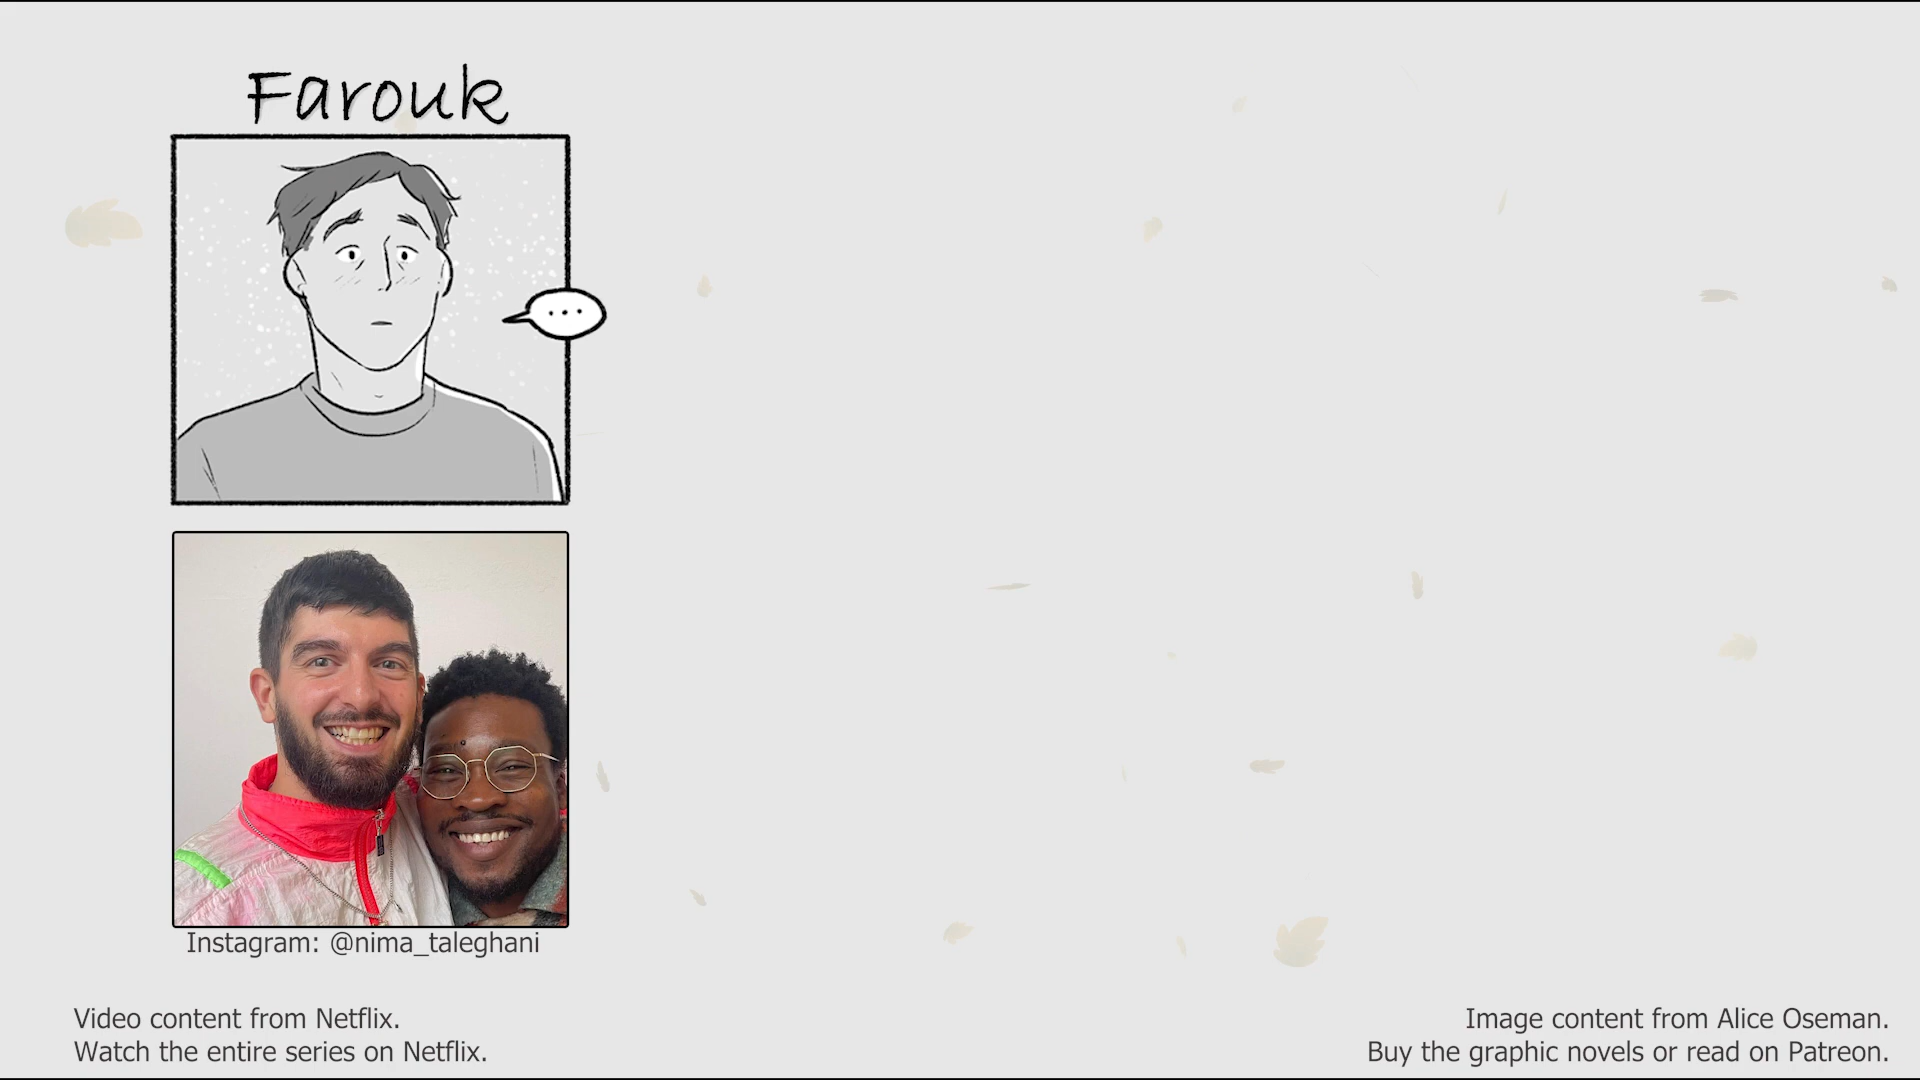 Farouk
...
Instagram: @nima_taleghani
Video content from Netflix.
Watch the entire series on Netflix.
Image content from Alice Oseman.
Buy the graphic novels or read on Patreon.